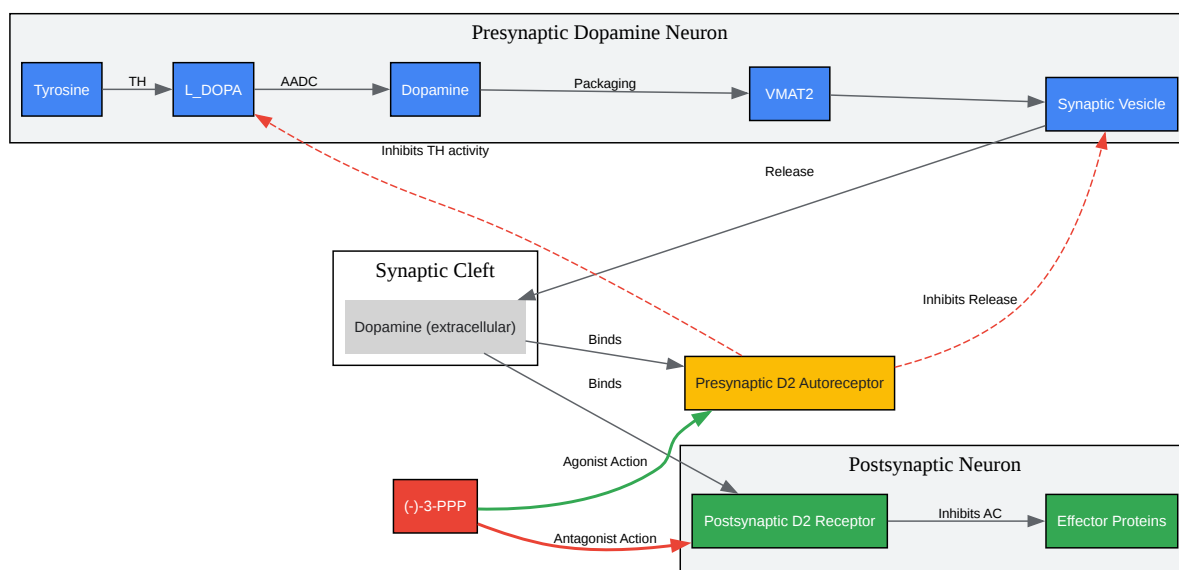 Presynaptic Dopamine Neuron
Tyrosine
TH
L_DOPA
AADC
Dopamine
Packaging
VMAT2
Synaptic Vesicle
Inhibits TH activity
Release
Synaptic Cleft
Dopamine (extracellular)
Inhibits Release
Binds
Binds
Presynaptic D2 Autoreceptor
Agonist Action
Postsynaptic Neuron
(-)-3-PPP
Antagonist Action
Postsynaptic D2 Receptor
Inhibits AC
Effector Proteins